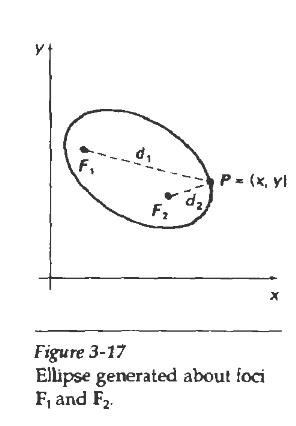 y
d₁
F₁
P = (x, y)
F₂
d₂
x
Figure 3-17
Ellipse generated about foci
F₁ and F₂.